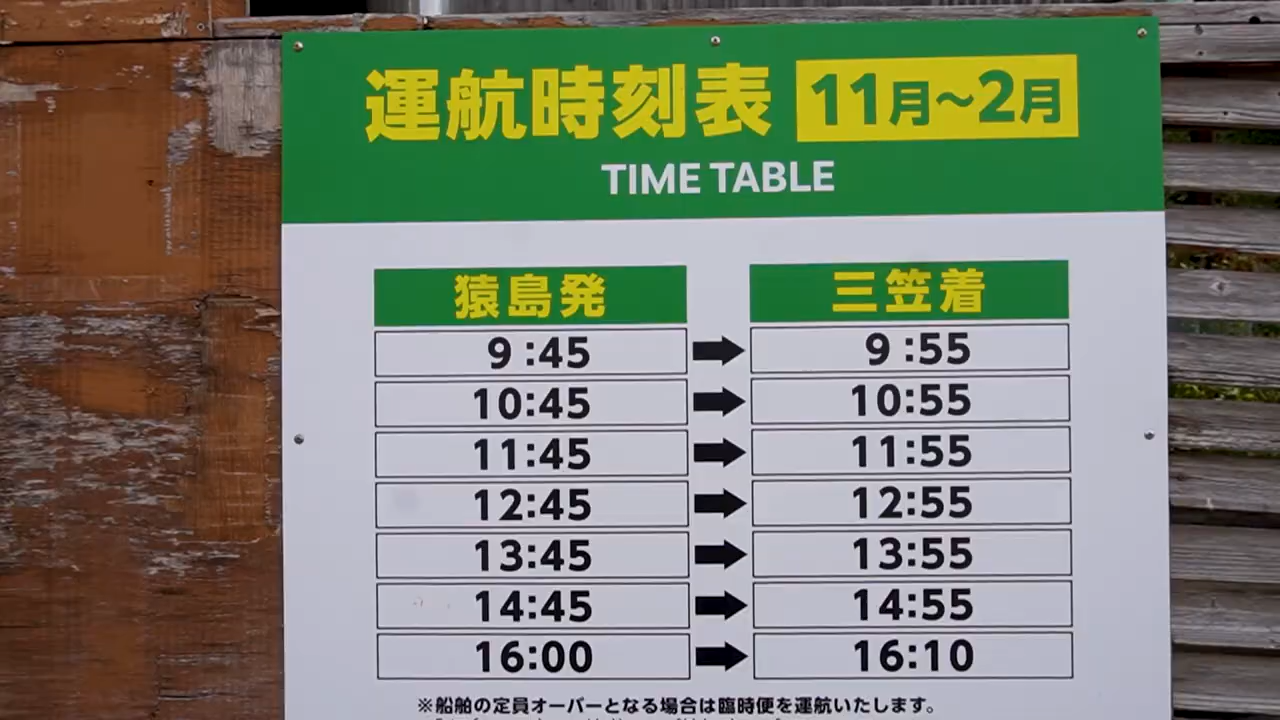 運航時刻表 11月~2月
TIME TABLE
猿島発 三笠着
9:45 9:55
10:45 10:55
11:45 11:55
12:45 12:55
13:45 13:55
14:45 14:55
16:00 16:10
※船舶の定員オーバーとなる場合は臨時便を運航いたします。